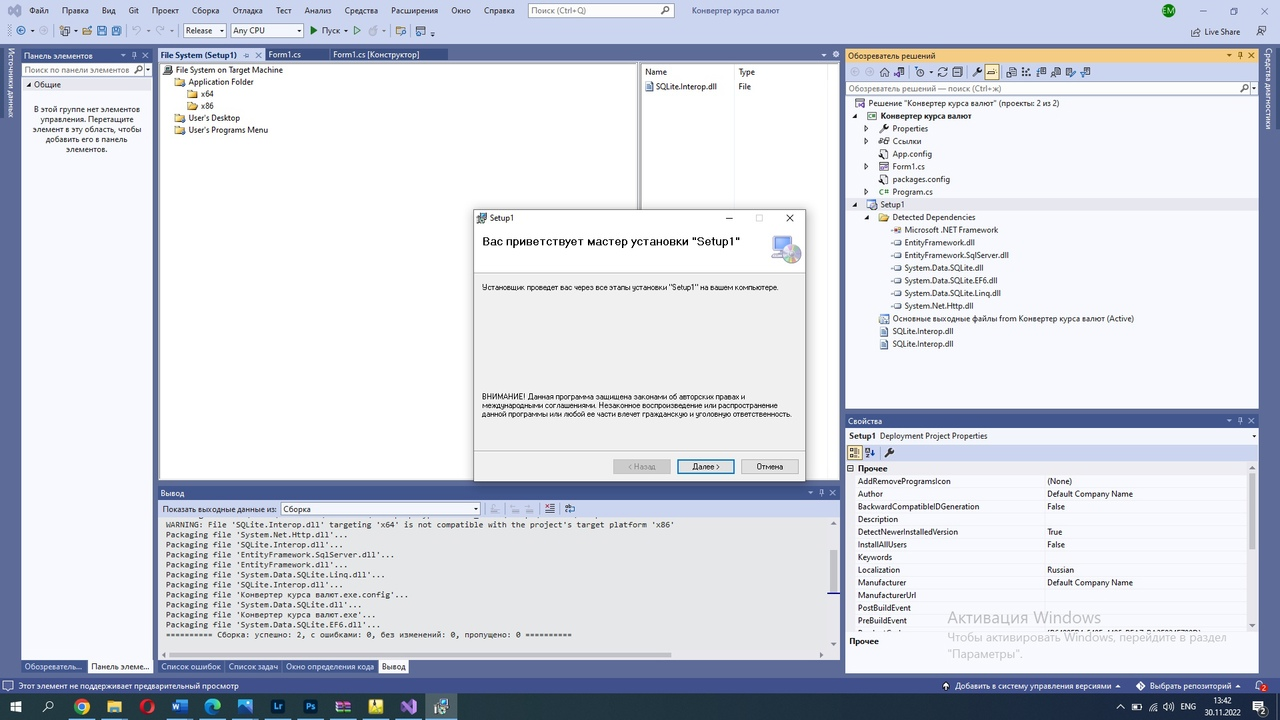 Файл
Правка
Вид
Git
Проект
Сборка
Отладка
Тест
Анализ
Средства
Расширения
Окно
Справка
Поиск (Ctrl+Q)
Конвертер курса валют
EM
Release
Any CPU
Пуск
Live Share
Источники данных
Панель элементов
Поиск по панели элементов
Общие
В этой группе нет элементов
управления. Перетащите
элемент в эту область, чтобы
добавить его в панель
элементов.
File System (Setup1)
Form1.cs
Form1.cs [Конструктор]
File System on Target Machine
Application Folder
x64
x86
User's Desktop
User's Programs Menu
Name
Type
SQLite.Interop.dll
File
Setup1
Вас приветствует мастер установки "Setup1"
Установщик проведет вас через все этапы установки "Setup1" на вашем компьютере.
ВНИМАНИЕ! Данная программа защищена законами об авторских правах и
международными соглашениями. Незаконное воспроизведение или распространение
данной программы или любой ее части влечет гражданскую и уголовную ответственность.
< Назад
Далее >
Отмена
Вывод
Показать выходные данные из:
Сборка
WARNING: File 'SQLite.Interop.dll' targeting 'x64' is not compatible with the project's target platform 'x86'
Packaging file 'System.Net.Http.dll'...
Packaging file 'SQLite.Interop.dll'...
Packaging file 'EntityFramework.SqlServer.dll'...
Packaging file 'EntityFramework.dll'...
Packaging file 'System.Data.SQLite.Linq.dll'...
Packaging file 'SQLite.Interop.dll'...
Packaging file 'Конвертер курса валют.exe.config'...
Packaging file 'System.Data.SQLite.dll'...
Packaging file 'Конвертер курса валют.exe'...
Packaging file 'System.Data.SQLite.EF6.dll'...
========== Сборка: успешно: 2, с ошибками: 0, без изменений: 0, пропущено: 0 ==========
Обозреватель...
Панель элеме...
Список ошибок
Список задач
Окно определения кода
Вывод
Обозреватель решений
Обозреватель решений — поиск (Ctrl+ж)
Решение "Конвертер курса валют" (проекты: 2 из 2)
Конвертер курса валют
Properties
Ссылки
App.config
Form1.cs
packages.config
C# Program.cs
Setup1
Detected Dependencies
Microsoft .NET Framework
EntityFramework.dll
EntityFramework.SqlServer.dll
System.Data.SQLite.dll
System.Data.SQLite.EF6.dll
System.Data.SQLite.Linq.dll
System.Net.Http.dll
Основные выходные файлы from Конвертер курса валют (Active)
SQLite.Interop.dll
SQLite.Interop.dll
Средства диагностики
Свойства
Setup1 Deployment Project Properties
Прочее
AddRemoveProgramsIcon (None)
Author Default Company Name
BackwardCompatibleIDGeneration False
Description
DetectNewerInstalledVersion True
InstallAllUsers False
Keywords
Localization Russian
Manufacturer Default Company Name
ManufacturerUrl
PostBuildEvent
PreBuildEvent
Прочее
Активация Windows
Чтобы активировать Windows, перейдите в раздел
"Параметры".
Этот элемент не поддерживает предварительный просмотр
Добавить в систему управления версиями
Выбрать репозиторий
2
W
Lr
Ps
ENG
13:42
30.11.2022
2